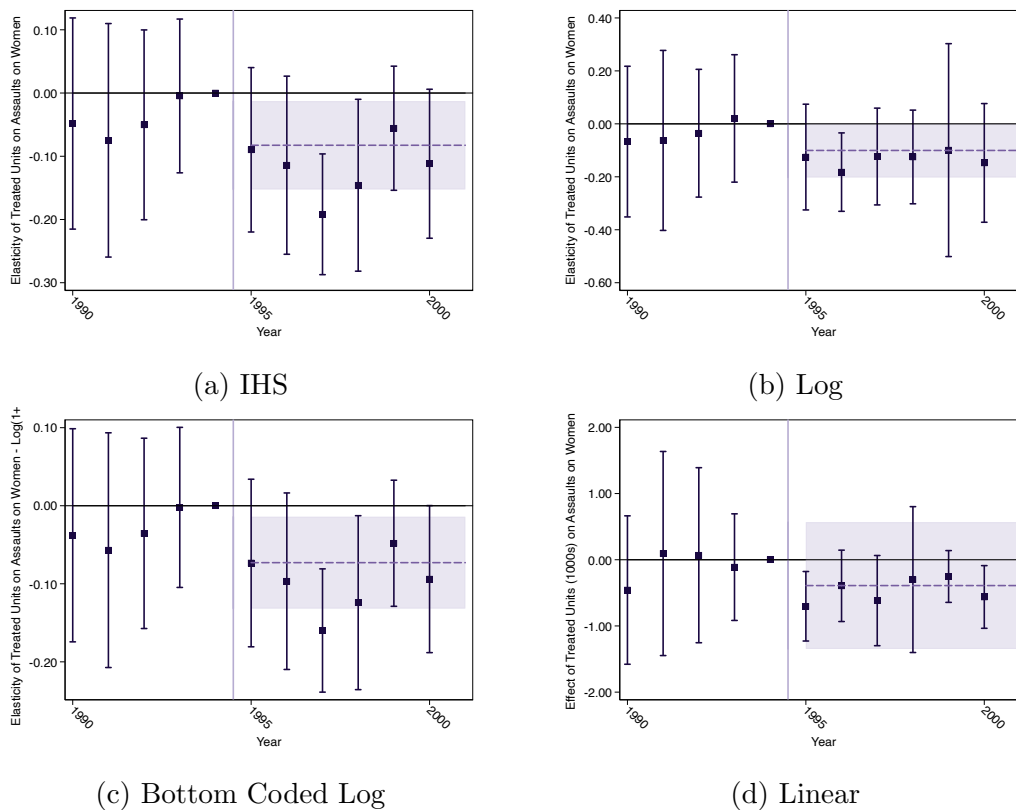 Elasticity of Treated Units on Assaults on Women
0.10
0.00
-0.10
-0.20
-0.30
1990
1995
2000
Year
(a) IHS
Elasticity of Treated Units on Assaults on Women
0.40
0.20
0.00
-0.20
-0.40
-0.60
1990
1995
2000
Year
(b) Log
Elasticity of Treated Units on Assaults on Women - Log(1+
0.10
0.00
-0.10
-0.20
1990
1995
2000
Year
(c) Bottom Coded Log
Effect of Treated Units (1000s) on Assaults on Women
2.00
1.00
0.00
-1.00
-2.00
1990
1995
2000
Year
(d) Linear